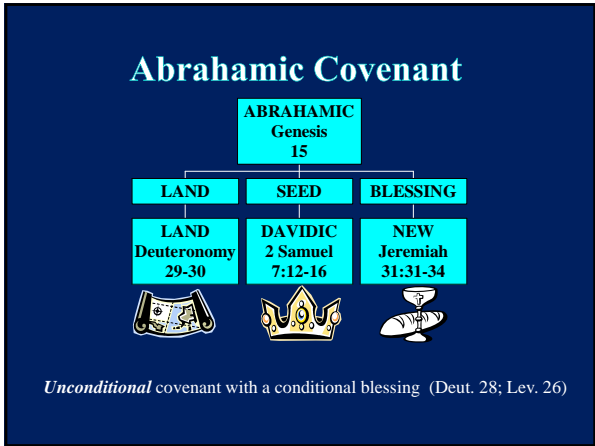 Abrahamic Covenant
ABRAHAMIC
Genesis
15
LAND
SEED
BLESSING
LAND
Deuteronomy
29-30
DAVIDIC
2 Samuel
7:12-16
NEW
Jeremiah
31:31-34
Unconditional covenant with a conditional blessing (Deut. 28; Lev. 26)